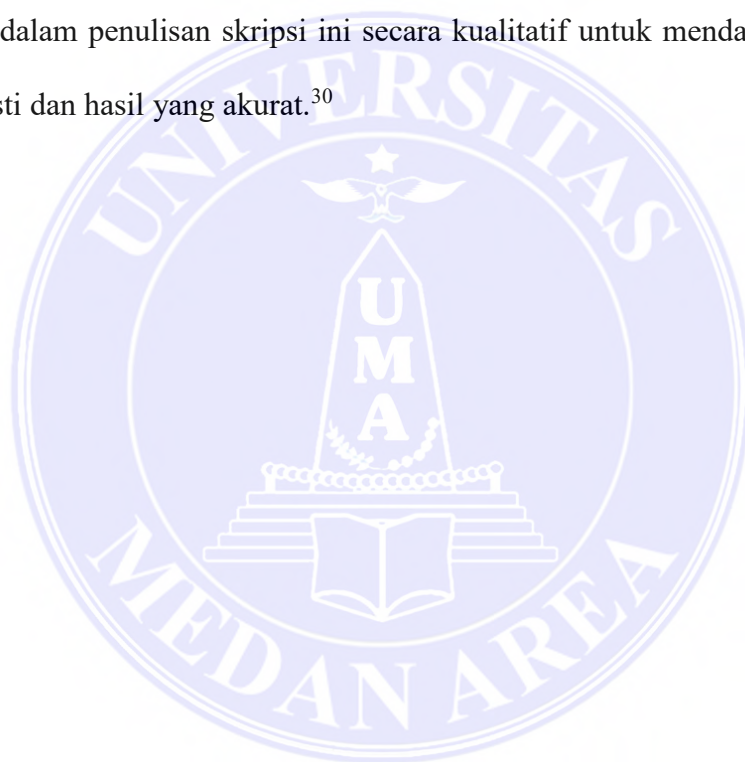 dalam penulisan skripsi ini secara kualitatif untuk menda
sti dan hasil yang akurat.30
UNIVERSITAS
U
M
A
MEDAN AREA